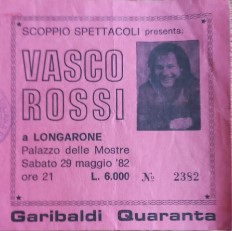 SCOPPIO SPETTACOLI presenta:
VASCO
ROSSI
a LONGARONE
Palazzo delle Mostre
Sabato 29 maggio '82
ore 21 L. 6.000 № 2382
Garibaldi Quaranta